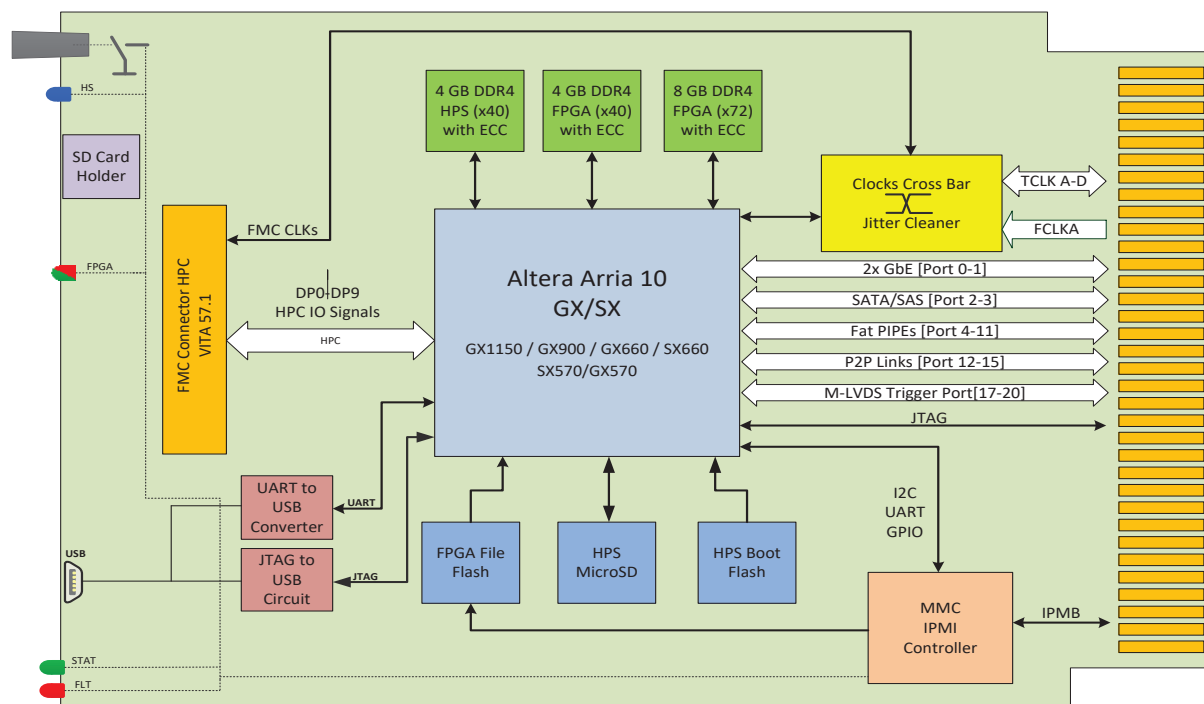 HS
SD Card
Holder
FPGA
4 GB DDR4
HPS (x40)
with ECC
4 GB DDR4
FPGA (x40)
with ECC
8 GB DDR4
FPGA (x72)
with ECC
Clocks Cross Bar
Jitter Cleaner
TCLK A-D
FCLKA
FMC CLKs
FMC Connector HPC
VITA 57.1
DP0-DP9
HPC IO Signals
HPC
Altera Arria 10
GX/SX
GX1150 / GX900 / GX660 / SX660
SX570/GX570
2x GbE [Port 0-1]
SATA/SAS [Port 2-3]
Fat PIPEs [Port 4-11]
P2P Links [Port 12-15]
M-LVDS Trigger Port[17-20]
JTAG
UART to
USB
Converter
UART
JTAG to
USB
Circuit
JTAG
USB
FPGA File
Flash
HPS
MicroSD
HPS Boot
Flash
I2C
UART
GPIO
MMC
IPMI
Controller
IPMB
STAT
FLT